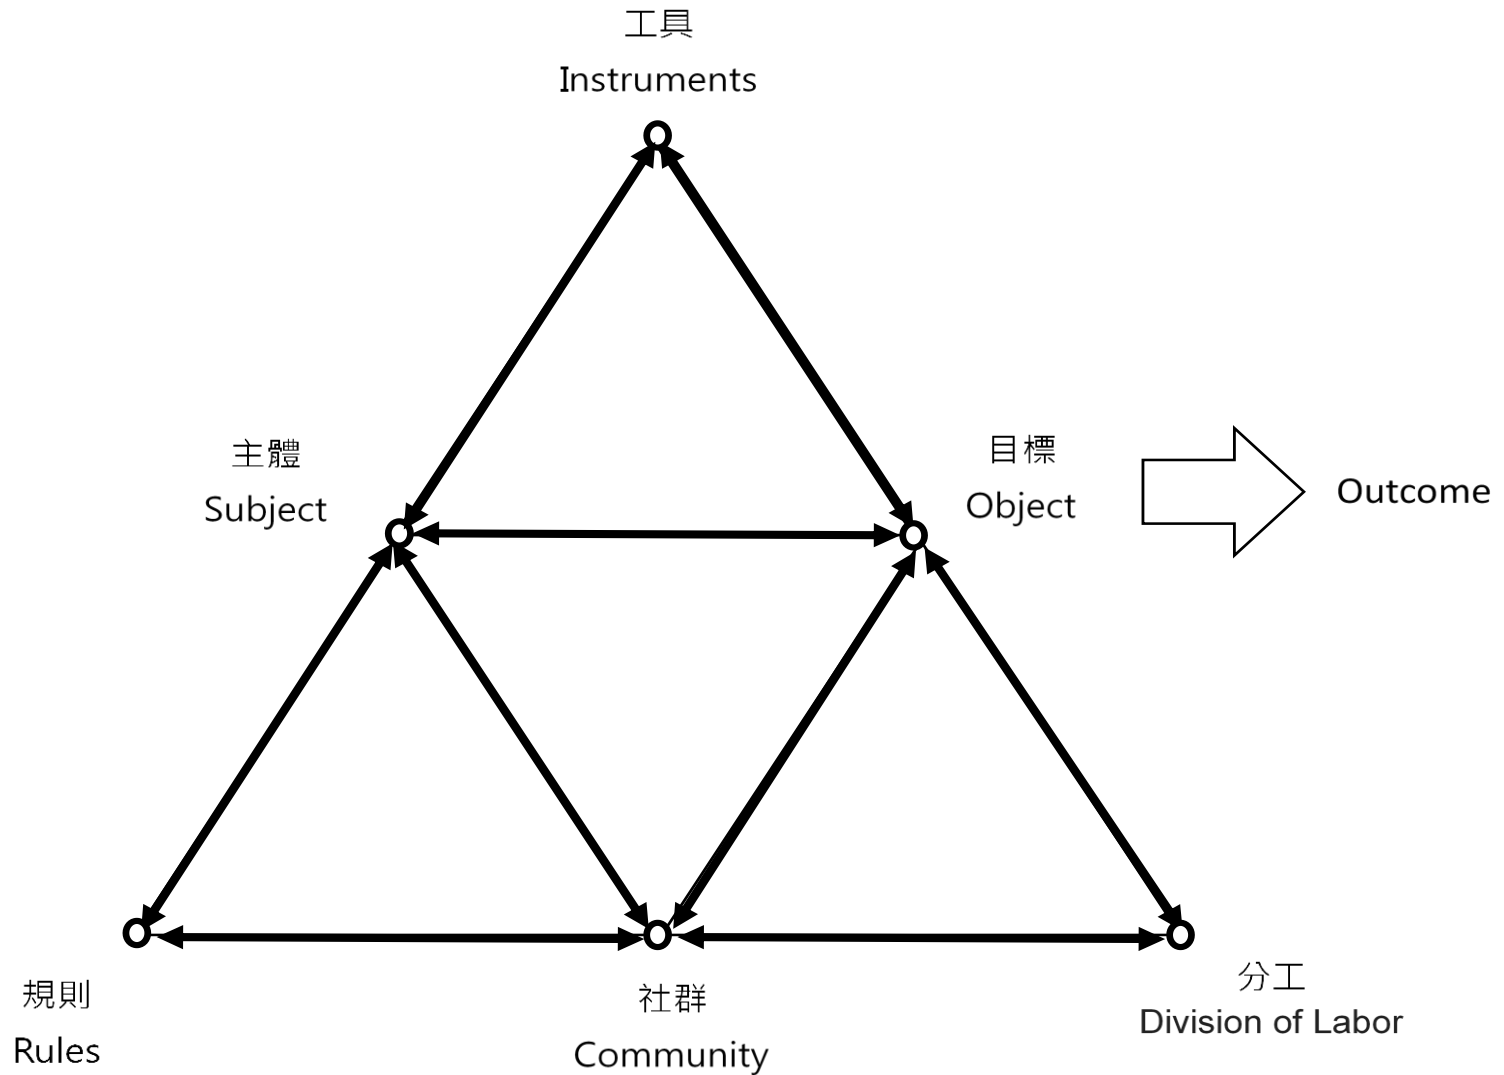 工具
Instruments
主體
Subject
目標
Object
Outcome
規則
Rules
社群
Community
分工
Division of Labor